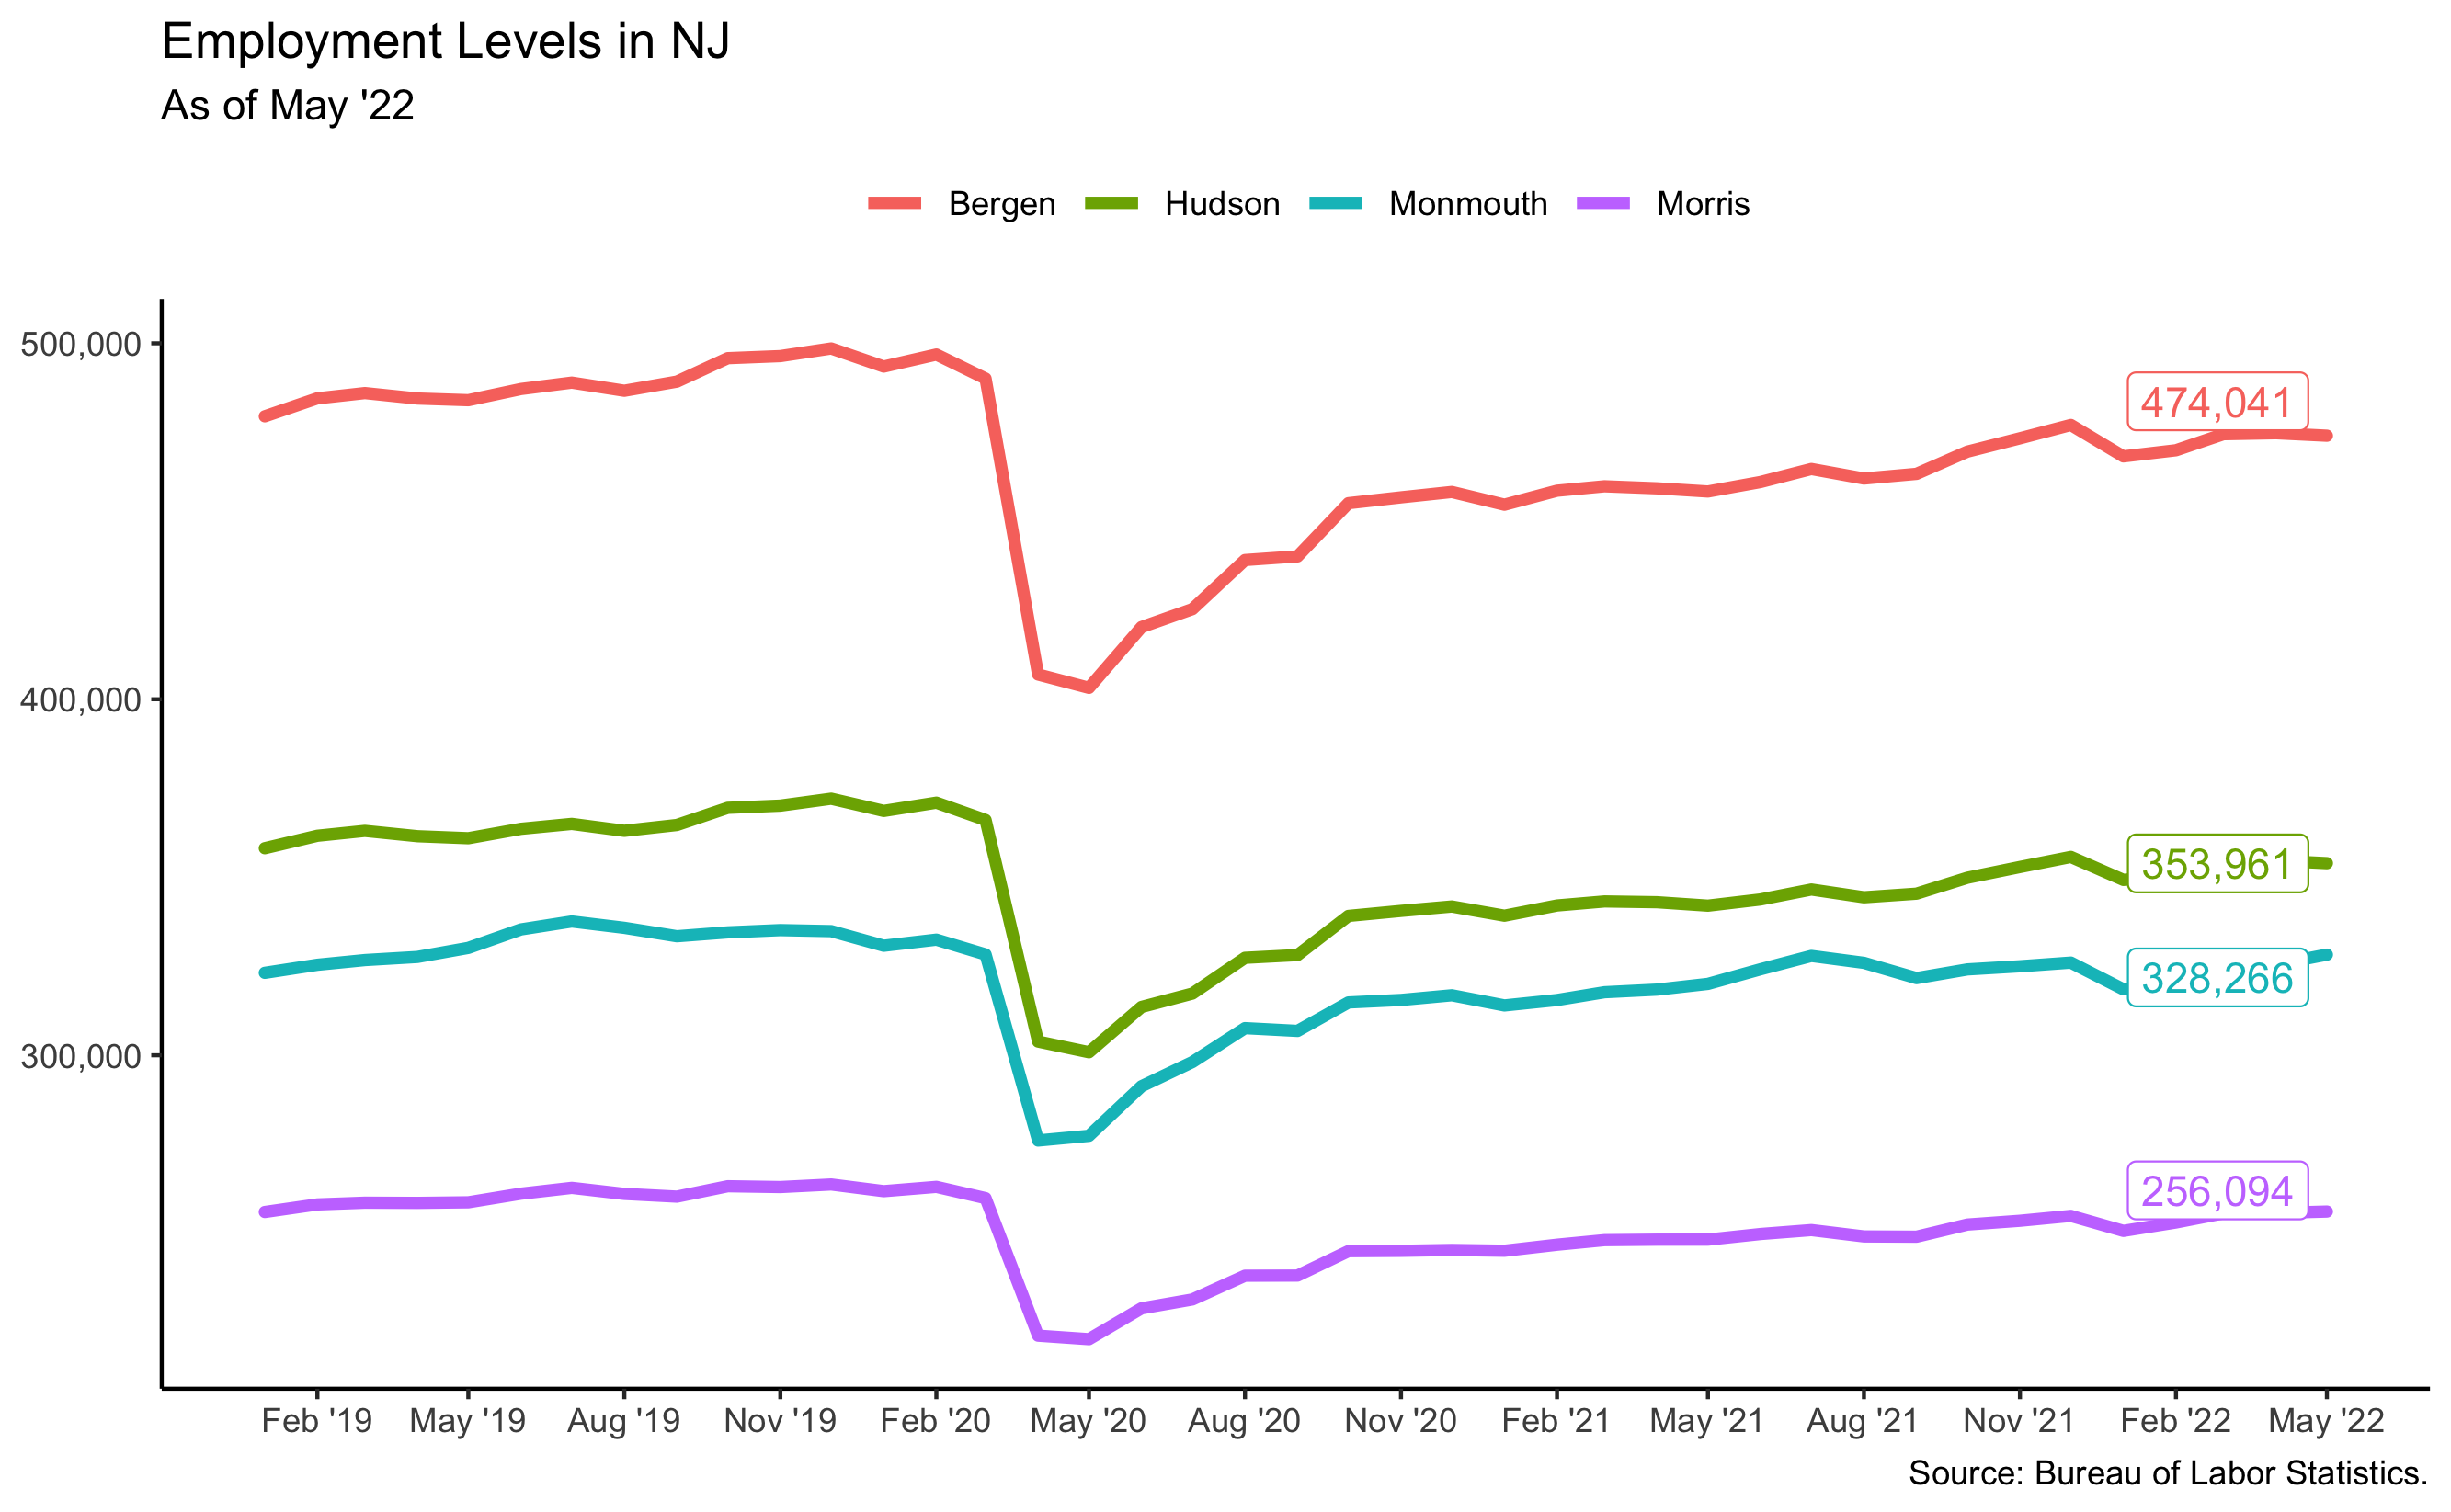 Employment Levels in NJ
As of May '22
Bergen Hudson Monmouth Morris
500,000
400,000
300,000
474,041
353,961
328,266
256,094
Feb '19 May '19 Aug '19 Nov '19 Feb '20 May '20 Aug '20 Nov '20 Feb '21 May '21 Aug '21 Nov '21 Feb '22 May '22
Source: Bureau of Labor Statistics.